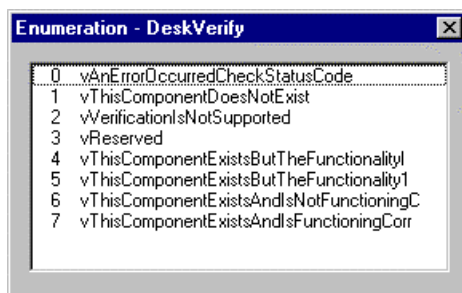 Enumeration - DeskVerify
0 vAnErrorOccurredCheckStatusCode
1 vThisComponentDoesNotExist
2 vVerificationIsNotSupported
3 vReserved
4 vThisComponentExistsButTheFunctionalityI
5 vThisComponentExistsButTheFunctionality1
6 vThisComponentExistsAndIsNotFunctioningC
7 vThisComponentExistsAndIsFunctioningCorr